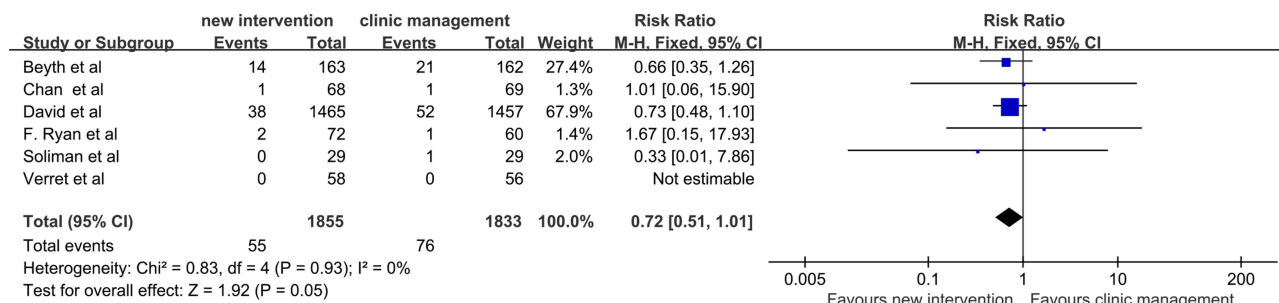 new intervention clinic management Risk Ratio Risk Ratio
Study or Subgroup Events Total Events Total Weight M-H, Fixed, 95% CI M-H, Fixed, 95% CI
Beyth et al 14 163 21 162 27.4% 0.66 [0.35, 1.26]
Chan et al 1 68 1 69 1.3% 1.01 [0.06, 15.90]
David et al 38 1465 52 1457 67.9% 0.73 [0.48, 1.10]
F. Ryan et al 2 72 1 60 1.4% 1.67 [0.15, 17.93]
Soliman et al 0 29 1 29 2.0% 0.33 [0.01, 7.86]
Verret et al 0 58 0 56 Not estimable
Total (95% CI) 1855 1833 100.0% 0.72 [0.51, 1.01]
Total events 55 76
Heterogeneity: Chi² = 0.83, df = 4 (P = 0.93); I² = 0%
Test for overall effect: Z = 1.92 (P = 0.05)
0.005 0.1 1 10 200
Favours new intervention Favours clinic management